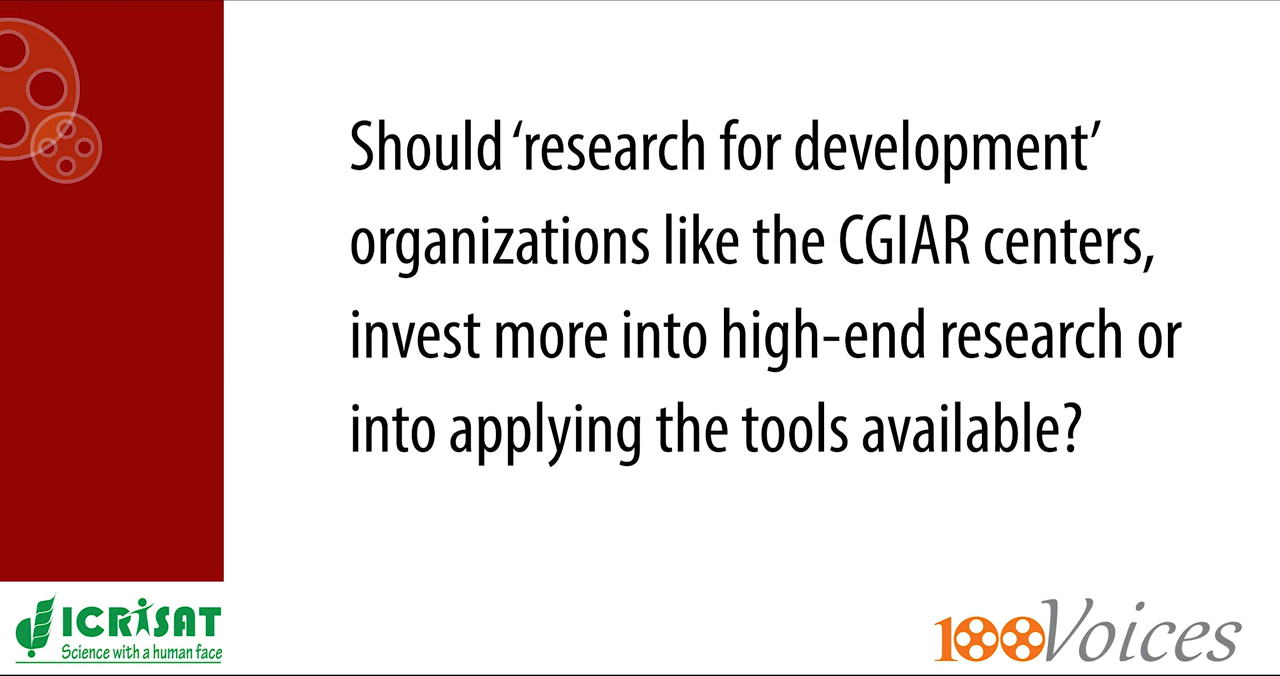 Should ‘research for development’
organizations like the CGIAR centers,
invest more into high-end research or
into applying the tools available?
ICRISAT
Science with a human face
100Voices